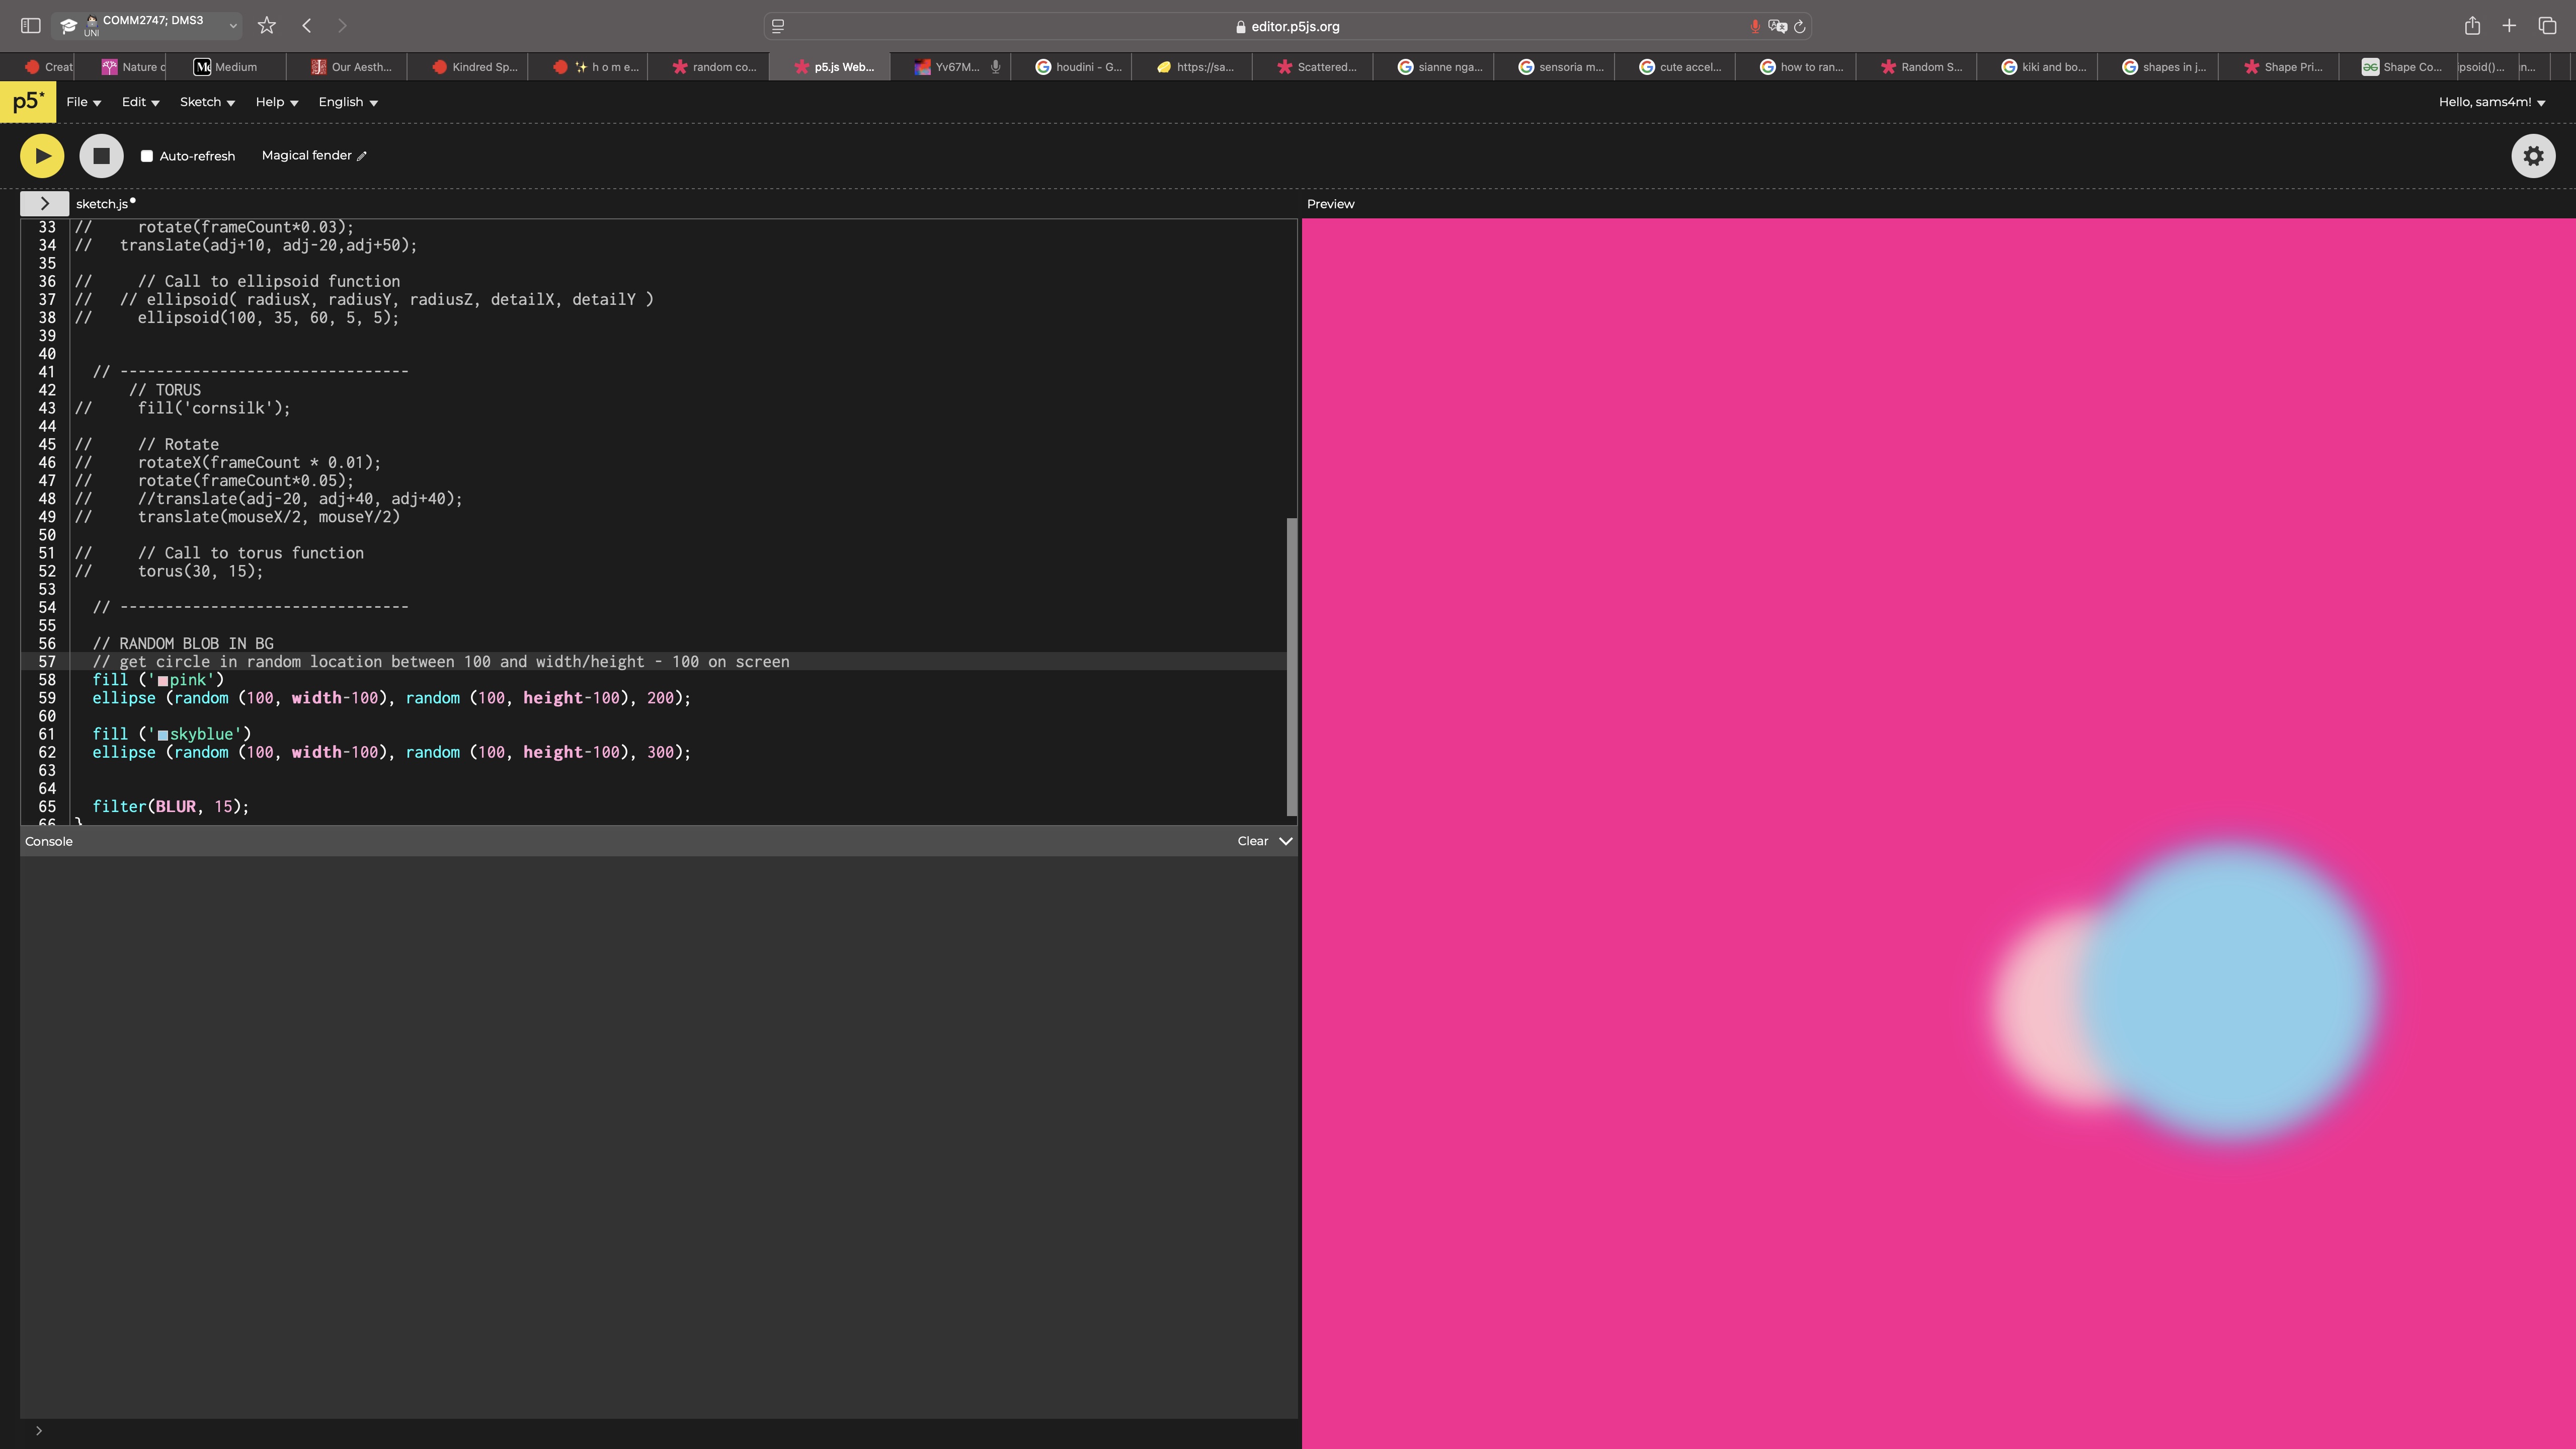 COMM2747; DMS3
UNI
editor.p5js.org
Creat
Nature c
Medium
Our Aesth...
Kindred Sp...
✨ h o m e...
random co...
p5.js Web...
Yv67M...
houdini - G...
https://sa...
Scattered...
sianne nga...
sensoria m...
cute accel...
how to ran...
Random S...
kiki and bo...
shapes in j...
Shape Pri...
Shape Co...
ipsoid()...
in...
p5*
File
Edit
Sketch
Help
English
Hello, sams4m!
Auto-refresh
Magical fender
sketch.js
Preview
33 //     rotate(frameCount*0.03);
34 //   translate(adj+10, adj-20,adj+50);
35
36 //     // Call to ellipsoid function
37 //   // ellipsoid( radiusX, radiusY, radiusZ, detailX, detailY )
38 //     ellipsoid(100, 35, 60, 5, 5);
39
40
41   // --------------------------------
42       // TORUS
43 //     fill('cornsilk');
44
45 //     // Rotate
46 //     rotateX(frameCount * 0.01);
47 //     rotate(frameCount*0.05);
48 //     //translate(adj-20, adj+40, adj+40);
49 //     translate(mouseX/2, mouseY/2)
50
51 //     // Call to torus function
52 //     torus(30, 15);
53
54   // --------------------------------
55
56   // RANDOM BLOB IN BG
57   // get circle in random location between 100 and width/height - 100 on screen
58   fill ('pink')
59   ellipse (random (100, width-100), random (100, height-100), 200);
60
61   fill ('skyblue')
62   ellipse (random (100, width-100), random (100, height-100), 300);
63
64
65   filter(BLUR, 15);
66 }
Console
Clear